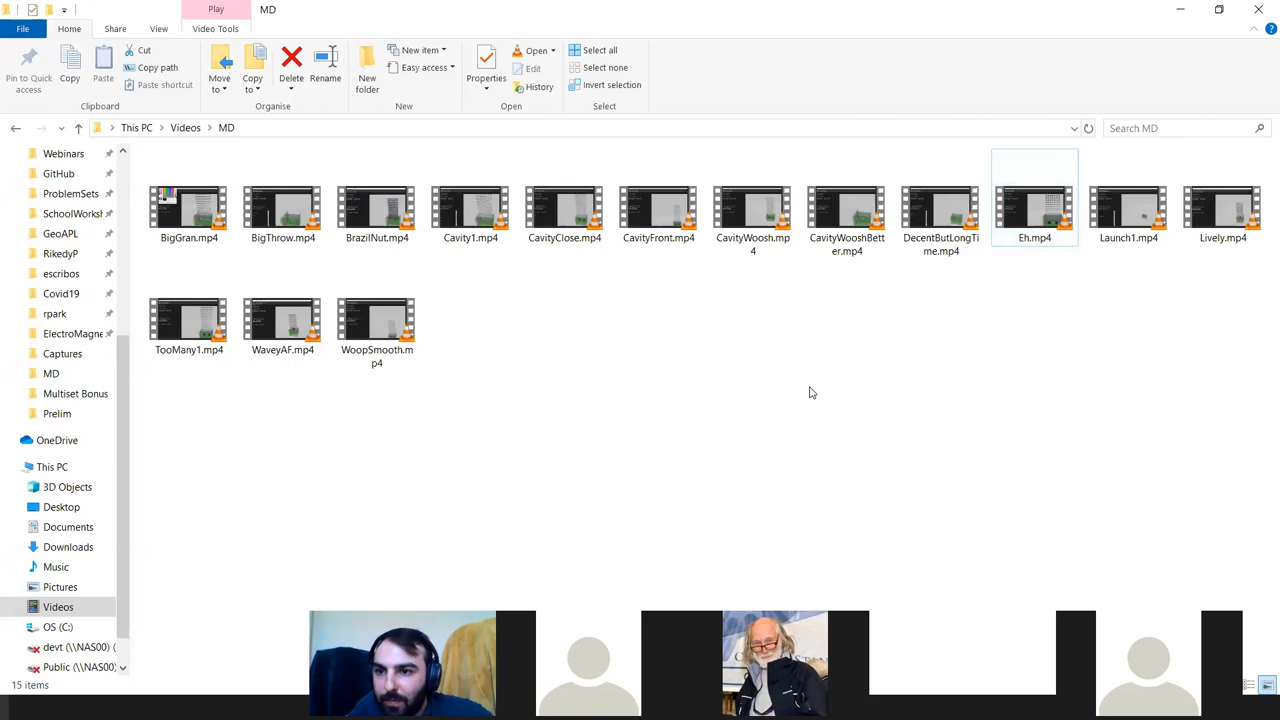 Play
MD
File
Home
Share
View
Video Tools
Pin to Quick
access
Copy
Paste
Cut
Copy path
Paste shortcut
Clipboard
Move
to
Copy
to
Delete
Rename
Organise
New
folder
New item
Easy access
New
Properties
Open
Edit
History
Open
Select all
Select none
Invert selection
Select
This PC
Videos
MD
Search MD
Webinars
GitHub
ProblemSets
SchoolWorksh
GeoAPL
RikedyP
escribos
Covid19
rpark
ElectroMagne
Captures
MD
Multiset Bonus
Prelim
OneDrive
This PC
3D Objects
Desktop
Documents
Downloads
Music
Pictures
Videos
OS (C:)
devt (\\NAS00) (
Public (\\NAS00)
BigGran.mp4
BigThrow.mp4
BrazilNut.mp4
Cavity1.mp4
CavityClose.mp4
CavityFront.mp4
CavityWoosh.mp
4
CavityWooshBett
er.mp4
DecentButLongTi
me.mp4
Eh.mp4
Launch1.mp4
Lively.mp4
TooMany1.mp4
WaveyAF.mp4
WoopSmooth.m
p4
15 items